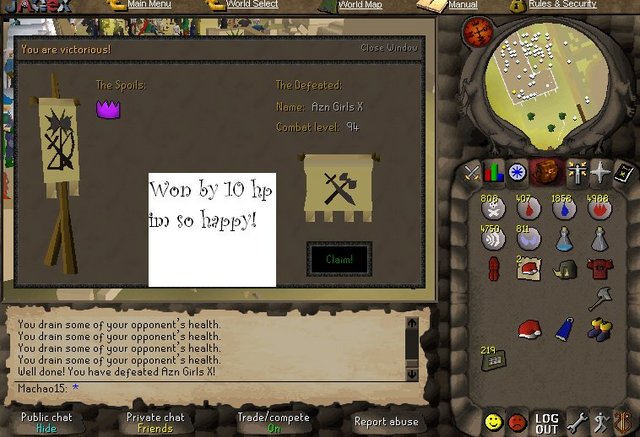 JAGEX
Main Menu
World Select
World Map
Manual
Rules & Security
You are victorious!
Close Window
The Spoils:
The Defeated:
Name: Azn Girls X
Combat level: 94
Won by 10 hp
im so happy!
Claim!
808 407 1858 4908
4750 811
2
219
You drain some of your opponent's health.
You drain some of your opponent's health.
You drain some of your opponent's health.
You drain some of your opponent's health.
Well done! You have defeated Azn Girls X!
Machao15: *
Public chat
Hide
Private chat
Friends
Trade/compete
On
Report abuse
LOG
OUT